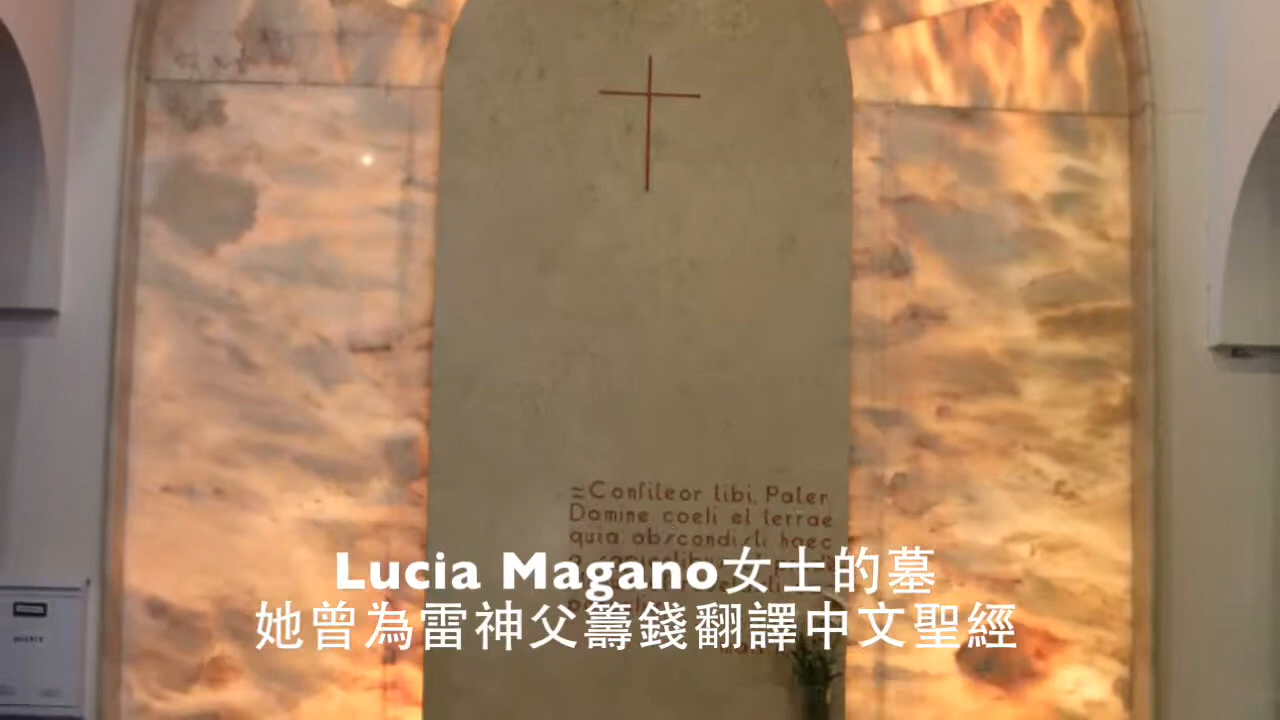 =Confiteor tibi, Pater,
Domine coeli et terrae
quia abscondisti haec
Lucia Magano女士的墓
她曾為雷神父籌錢翻譯中文聖經